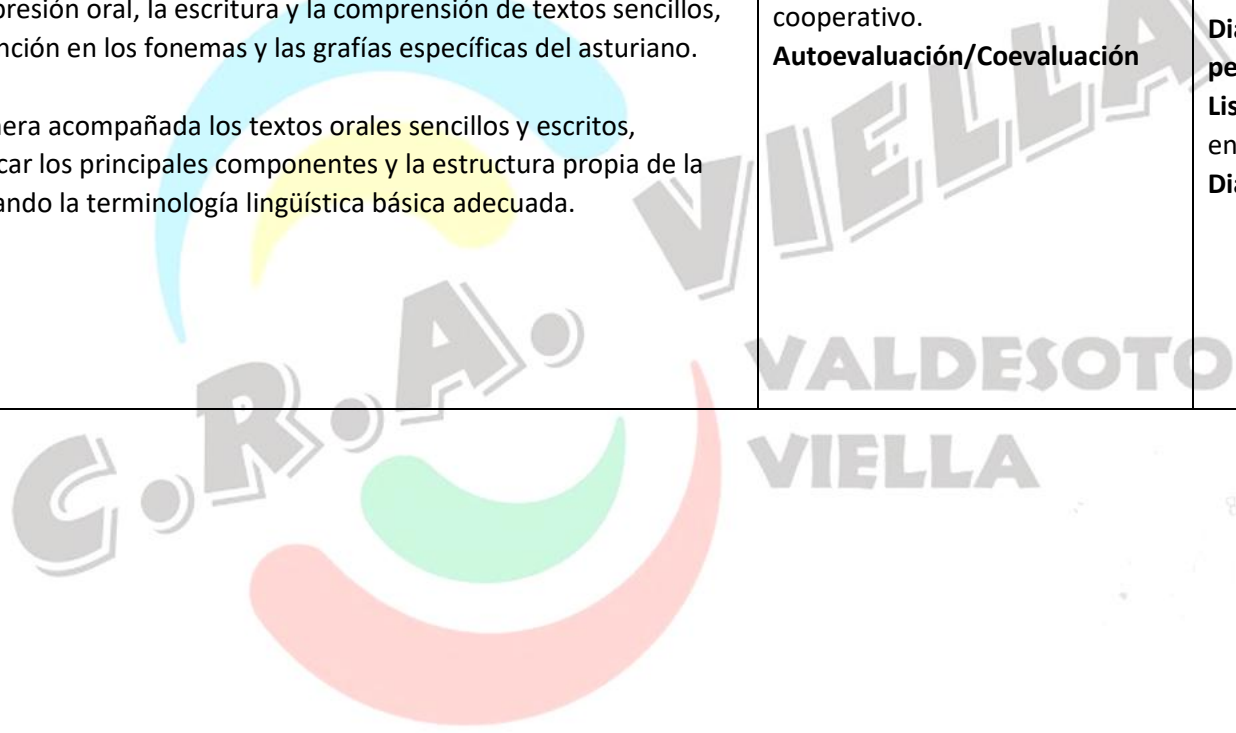 presión oral, la escritura y la comprensión de textos sencillos,
nción en los fonemas y las grafías específicas del asturiano.
nera acompañada los textos orales sencillos y escritos,
car los principales componentes y la estructura propia de la
ando la terminología lingüística básica adecuada.
cooperativo.
Autoevaluación/Coevaluación
Dia
pe
Lis
en
Dia
C.R.A. VIELLA
VALDESOTO
VIELLA